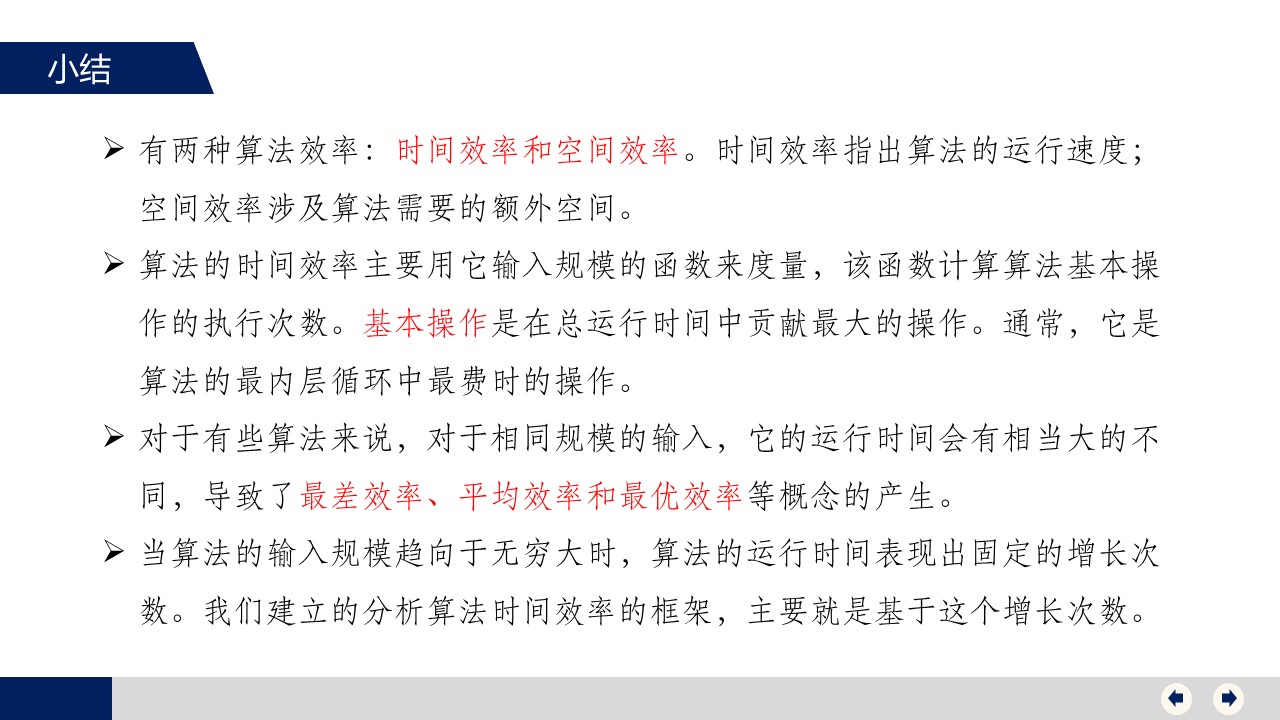 小结
有两种算法效率：时间效率和空间效率。时间效率指出算法的运行速度；
空间效率涉及算法需要的额外空间。
算法的时间效率主要用它输入规模的函数来度量，该函数计算算法基本操
作的执行次数。基本操作是在总运行时间中贡献最大的操作。通常，它是
算法的最内层循环中最费时的操作。
对于有些算法来说，对于相同规模的输入，它的运行时间会有相当大的不
同，导致了最差效率、平均效率和最优效率等概念的产生。
当算法的输入规模趋向于无穷大时，算法的运行时间表现出固定的增长次
数。我们建立的分析算法时间效率的框架，主要就是基于这个增长次数。